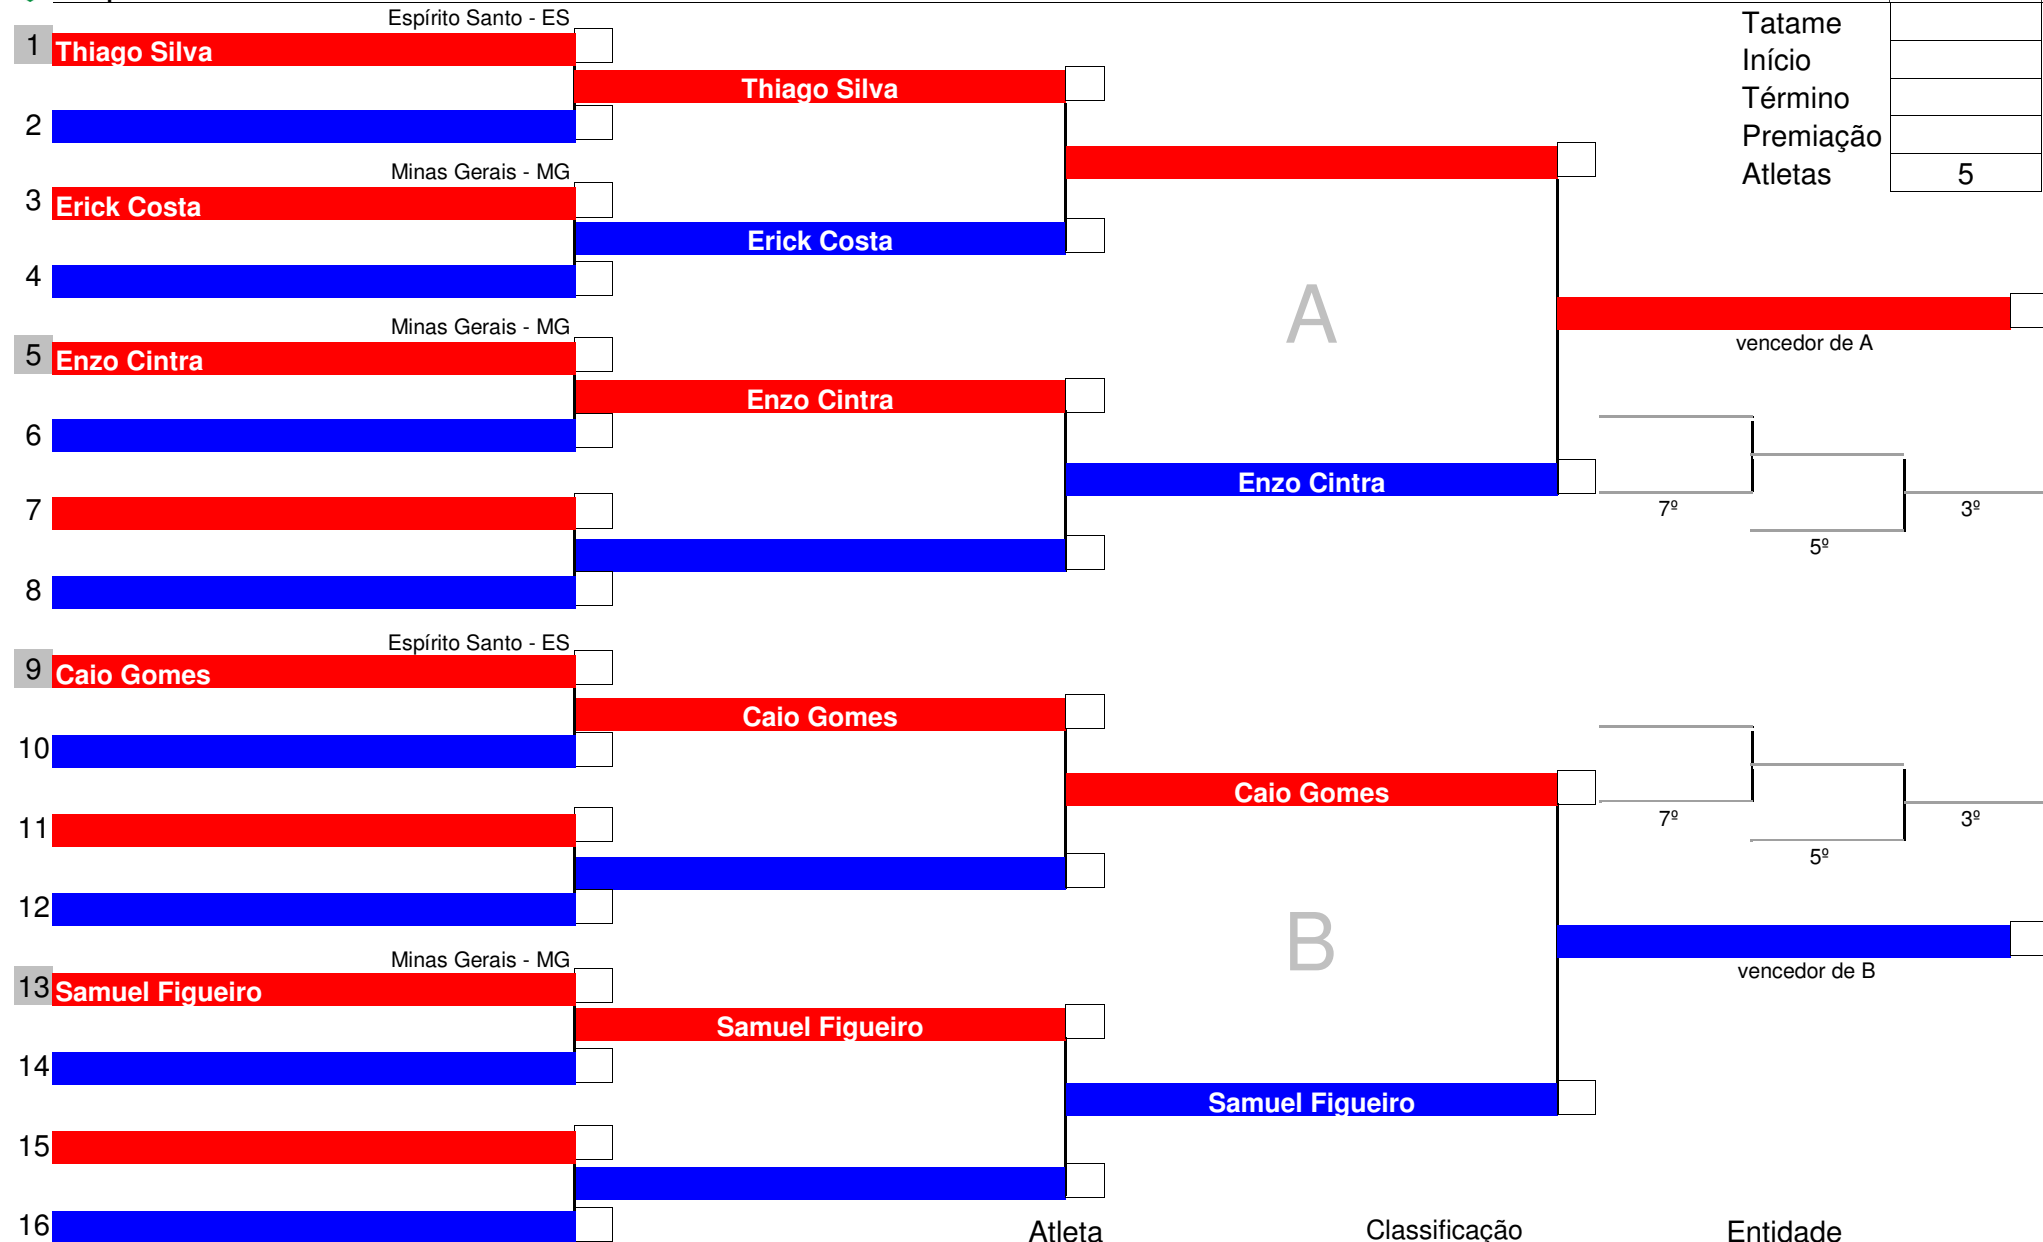 Espírito Santo - ES
Tatame
1 Thiago Silva
Início
Thiago Silva
Término
2
Premiação
Minas Gerais - MG
Atletas 5
3 Erick Costa
Erick Costa
4
A
Minas Gerais - MG
vencedor de A
5 Enzo Cintra
Enzo Cintra
6
Enzo Cintra
7
7º 3º
5º
8
Espírito Santo - ES
9 Caio Gomes
Caio Gomes
10
Caio Gomes
11
7º 3º
5º
12
B
Minas Gerais - MG
vencedor de B
13 Samuel Figueiro
Samuel Figueiro
14
Samuel Figueiro
15
16
Atleta Classificação Entidade